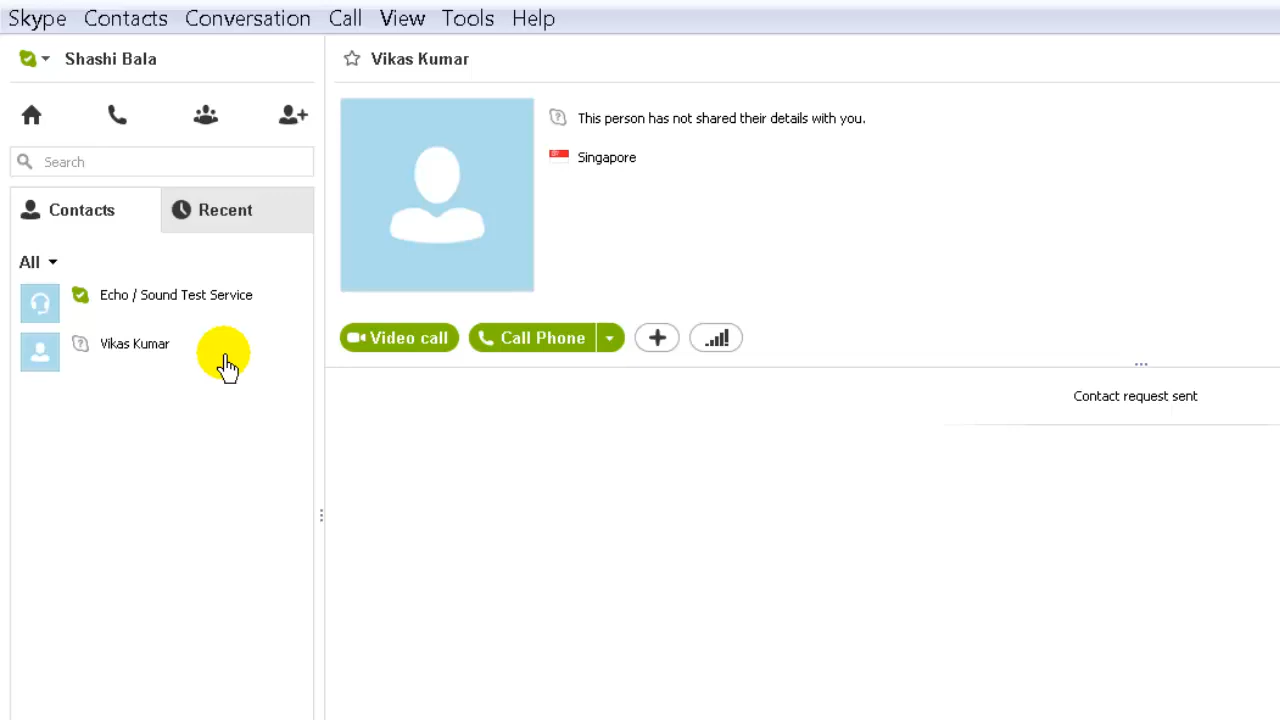 Skype Contacts Conversation Call View Tools Help
Shashi Bala
Search
Contacts
Recent
All
Echo / Sound Test Service
Vikas Kumar
Vikas Kumar
This person has not shared their details with you.
Singapore
Video call
Call Phone
Contact request sent